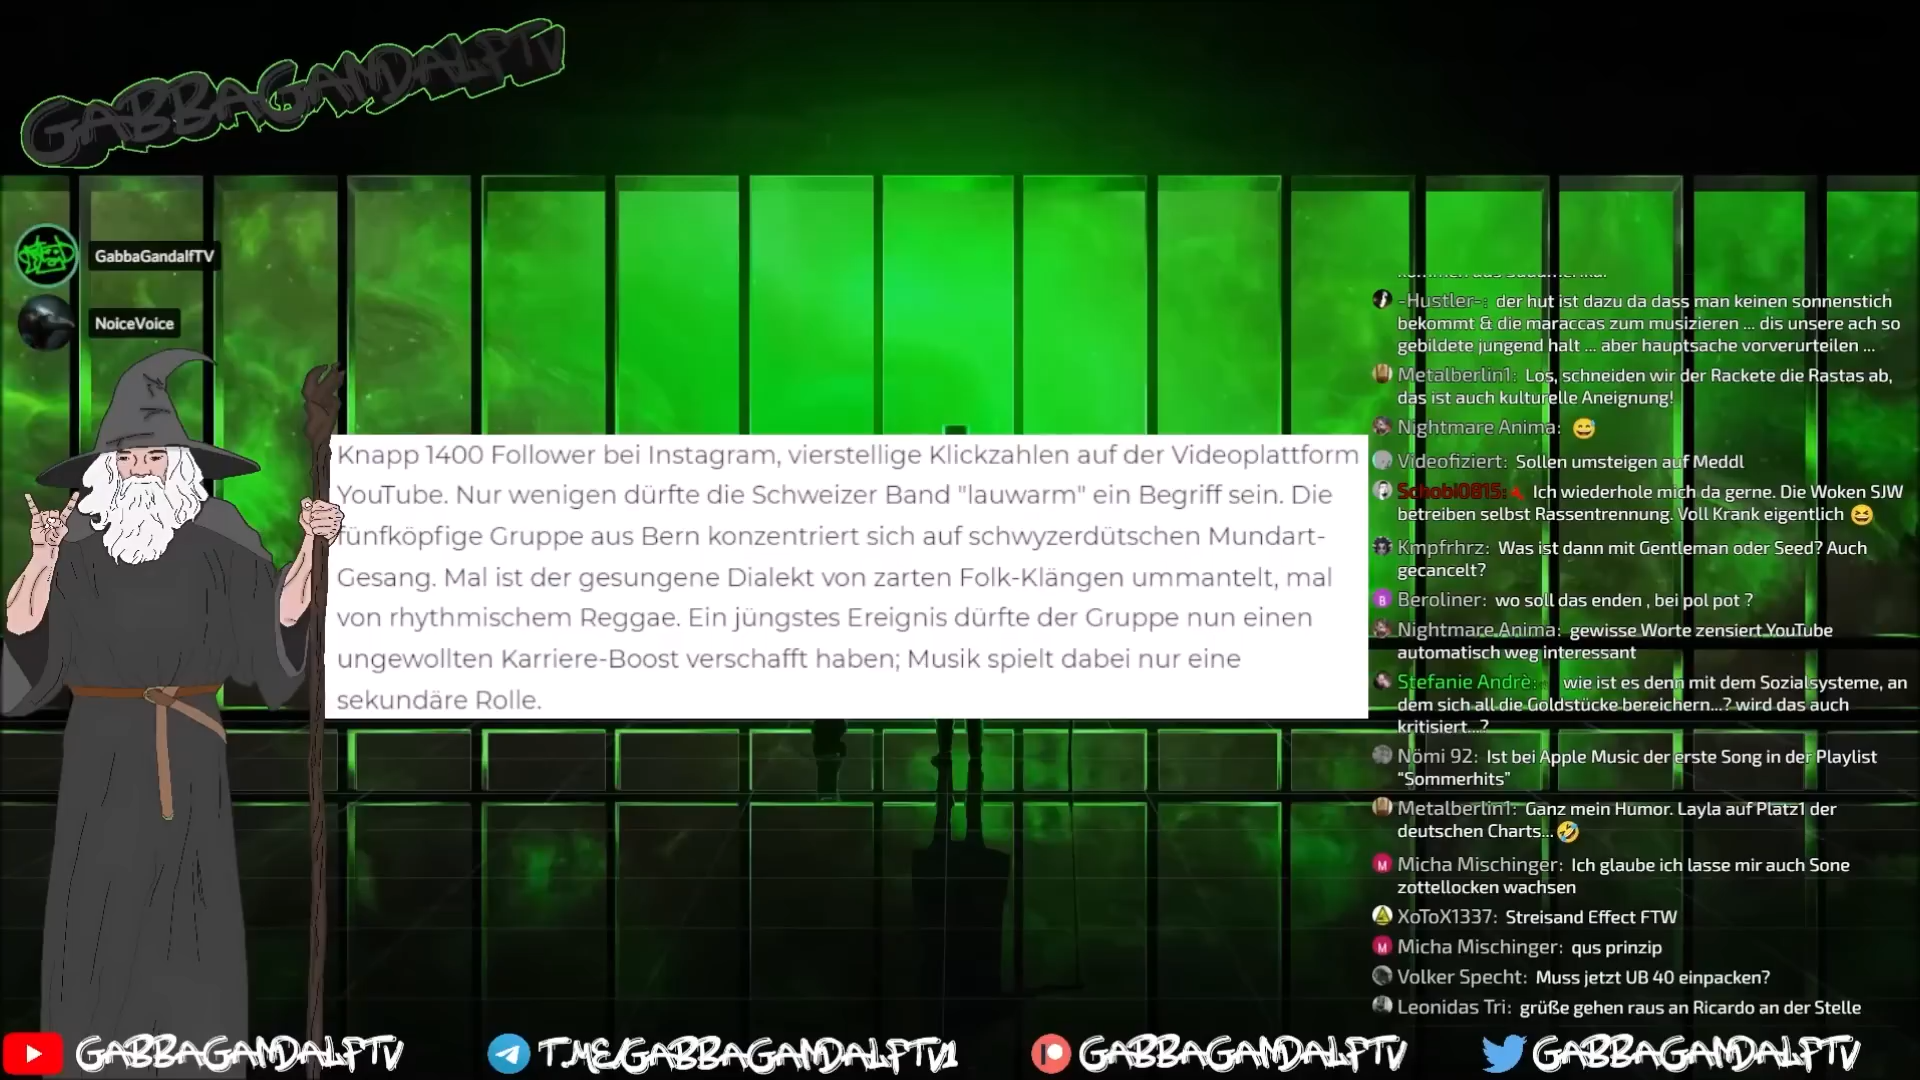 GABBAGANDALFTV
GabbaGandalfTV
NoiceVoice
Knapp 1400 Follower bei Instagram, vierstellige Klickzahlen auf der Videoplattform
YouTube. Nur wenigen dürfte die Schweizer Band "lauwarm" ein Begriff sein. Die
fünfköpfige Gruppe aus Bern konzentriert sich auf schwyzerdütschen Mundart-
Gesang. Mal ist der gesungene Dialekt von zarten Folk-Klängen ummantelt, mal
von rhythmischem Reggae. Ein jüngstes Ereignis dürfte der Gruppe nun einen
ungewollten Karriere-Boost verschafft haben; Musik spielt dabei nur eine
sekundäre Rolle.
-Hustler-: der hut ist dazu da dass man keinen sonnenstich
bekommt & die maraccas zum musizieren ... dis unsere ach so
gebildete jungend halt ... aber hauptsache vorverurteilen ...
Metalberlin1: Los, schneiden wir der Rackete die Rastas ab,
das ist auch kulturelle Aneignung!
Nightmare Anima: 😅
Videofiziert: Sollen umsteigen auf Meddl
Schobi0815: Ich wiederhole mich da gerne. Die Woken SJW
betreiben selbst Rassentrennung. Voll Krank eigentlich 😆
Kmpfrhrz: Was ist dann mit Gentleman oder Seed? Auch
gecancelt?
B Beroliner: wo soll das enden , bei pol pot ?
Nightmare Anima: gewisse Worte zensiert YouTube
automatisch weg interessant
Stefanie Andrè: wie ist es denn mit dem Sozialsysteme, an
dem sich all die Goldstücke bereichern...? wird das auch
kritisiert...?
Nömi 92: Ist bei Apple Music der erste Song in der Playlist
"Sommerhits"
Metalberlin1: Ganz mein Humor. Layla auf Platz1 der
deutschen Charts...🤣
M Micha Mischinger: Ich glaube ich lasse mir auch Sone
zottellocken wachsen
XoToX1337: Streisand Effect FTW
M Micha Mischinger: qus prinzip
Volker Specht: Muss jetzt UB 40 einpacken?
Leonidas Tri: grüße gehen raus an Ricardo an der Stelle
GABBAGANDALFTV
T.ME/GABBAGANDALFTV1
GABBAGANDALFTV
GABBAGANDALFTV